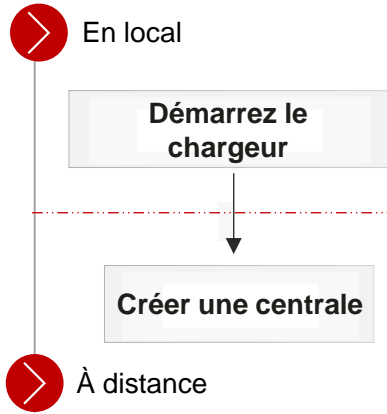 En local
Démarrez le
chargeur
Créer une centrale
À distance